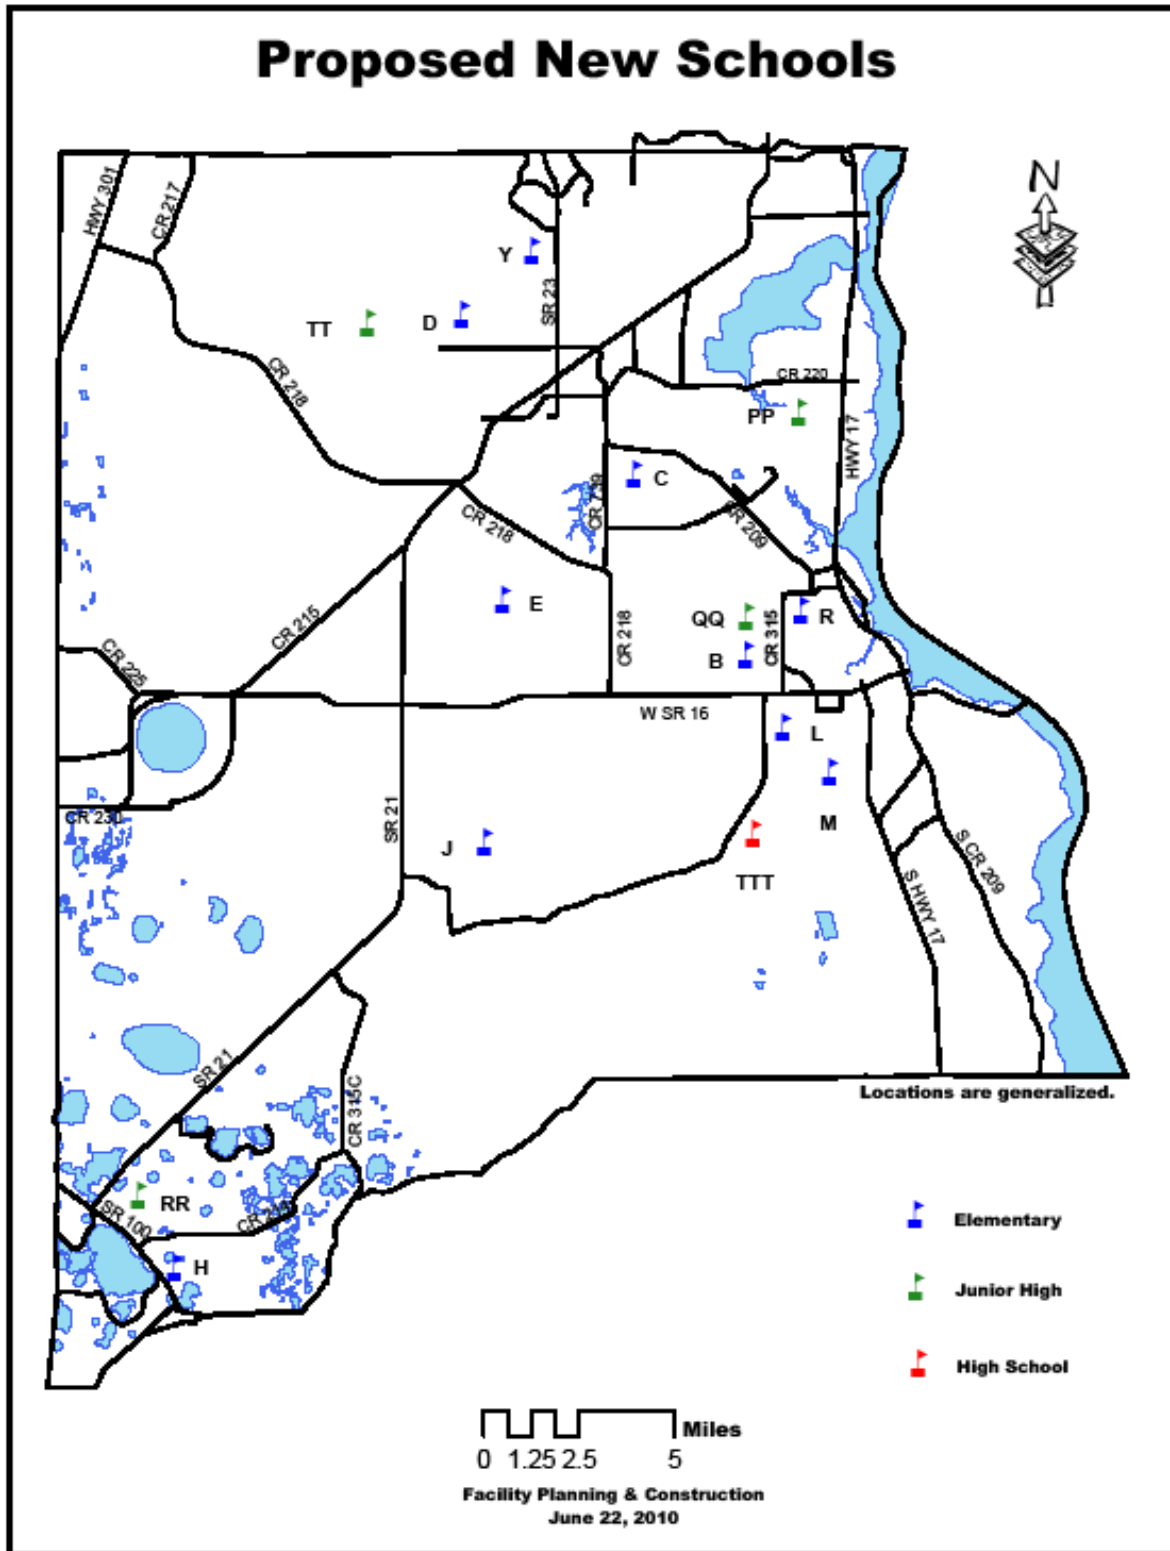 Proposed New Schools
N
HWY 301
CR 217
Y
SR 23
TT
D
CR 218
CR 220
PP
HWY 17
C
CR 739
CR 218
SR 209
E
CR 215
QQ
R
CR 218
CR 315
B
CR 225
W SR 16
L
CR 230
SR 21
J
M
TTT
S CR 209
S HWY 17
SR 21
Locations are generalized.
CR 315C
RR
SR 100
H
Elementary
Junior High
High School
Miles
0 1.25 2.5 5
Facility Planning & Construction
June 22, 2010